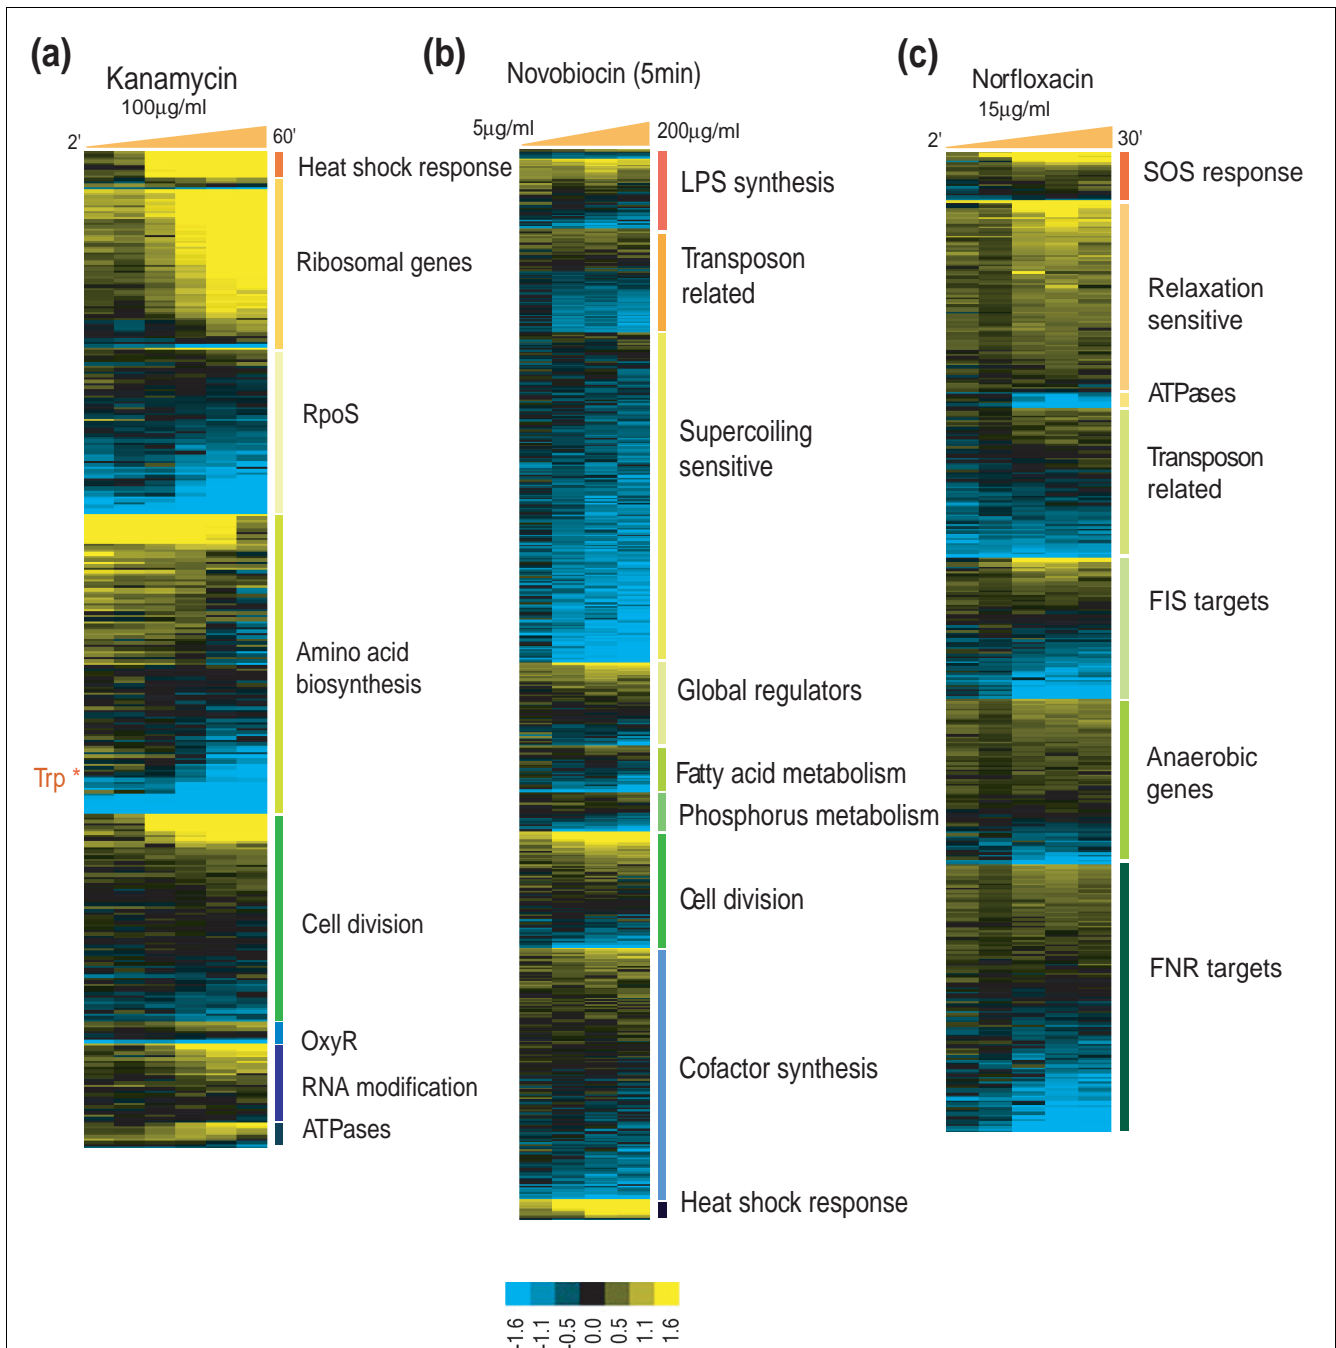 (a)
Kanamycin
100µg/ml
2'
60'
Heat shock response
Ribosomal genes
RpoS
Amino acid
biosynthesis
Trp *
Cell division
OxyR
RNA modification
ATPases
(b)
Novobiocin (5min)
5µg/ml
200µg/ml
LPS synthesis
Transposon
related
Supercoiling
sensitive
Global regulators
Fatty acid metabolism
Phosphorus metabolism
Cell division
Cofactor synthesis
Heat shock response
(c)
Norfloxacin
15µg/ml
2'
30'
SOS response
Relaxation
sensitive
ATPases
Transposon
related
FIS targets
Anaerobic
genes
FNR targets
-1.6
-1.1
-0.5
0.0
0.5
1.1
1.6